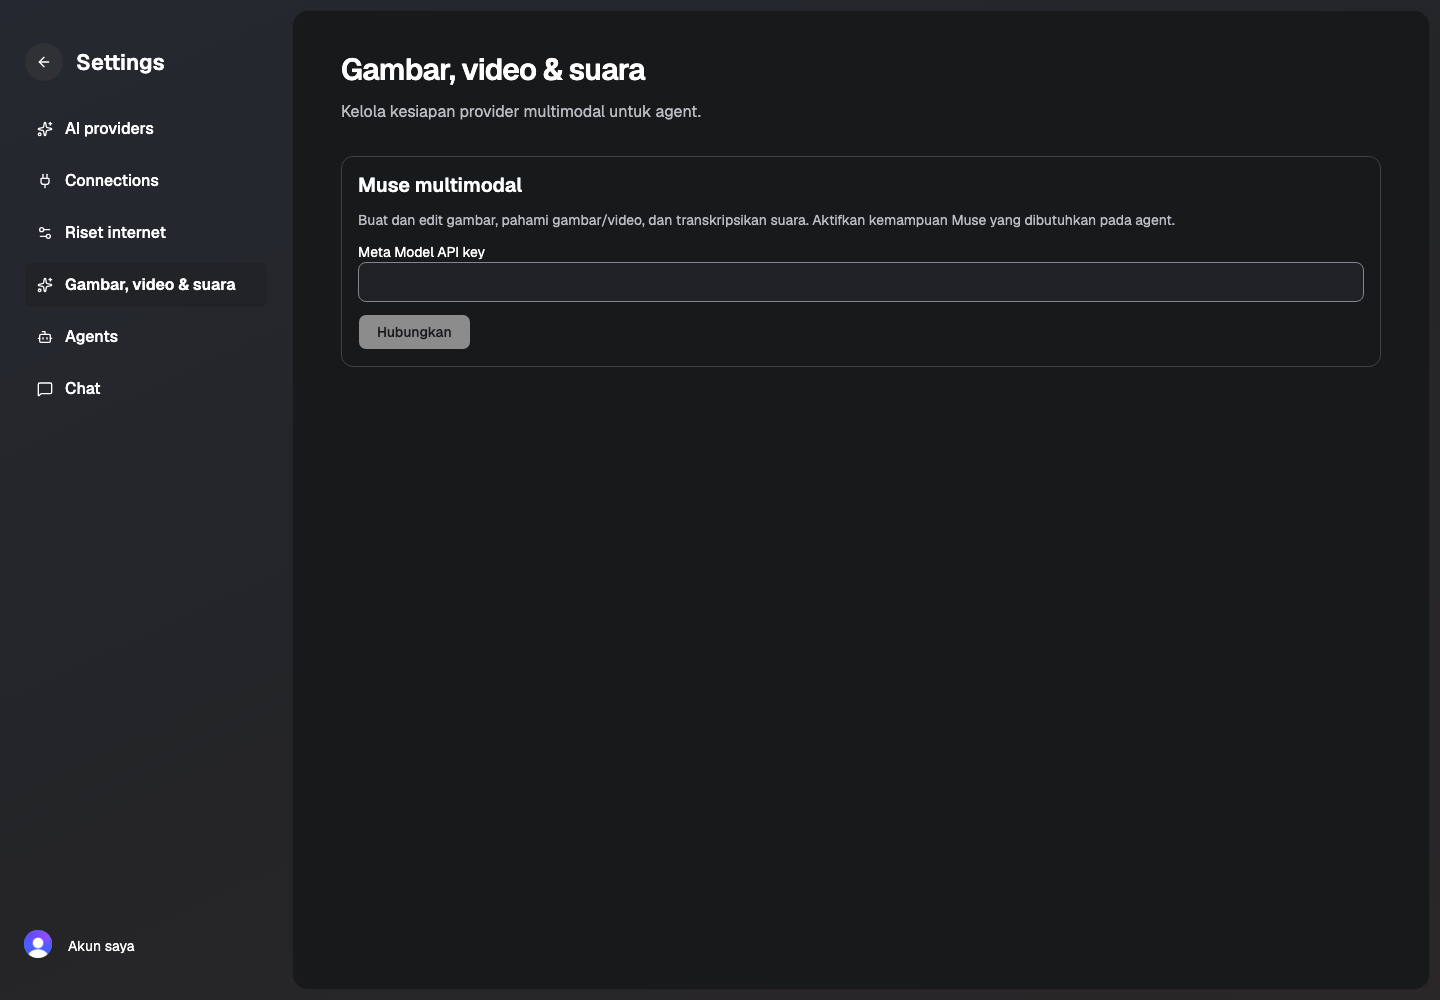 Settings
AI providers
Connections
Riset internet
Gambar, video & suara
Agents
Chat
Akun saya
Gambar, video & suara
Kelola kesiapan provider multimodal untuk agent.
Muse multimodal
Buat dan edit gambar, pahami gambar/video, dan transkripsikan suara. Aktifkan kemampuan Muse yang dibutuhkan pada agent.
Meta Model API key
Hubungkan